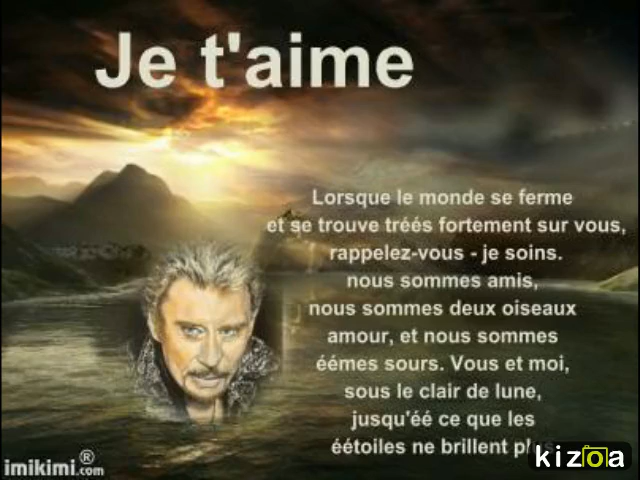 Je t'aime
Lorsque le monde se ferme
et se trouve tréés fortement sur vous,
rappelez-vous - je soins.
nous sommes amis,
nous sommes deux oiseaux
amour, et nous sommes
éémes sours. Vous et moi,
sous le clair de lune,
jusqu'éé ce que les
éétoiles ne brillent plus.
imikimi.com®
kizoa